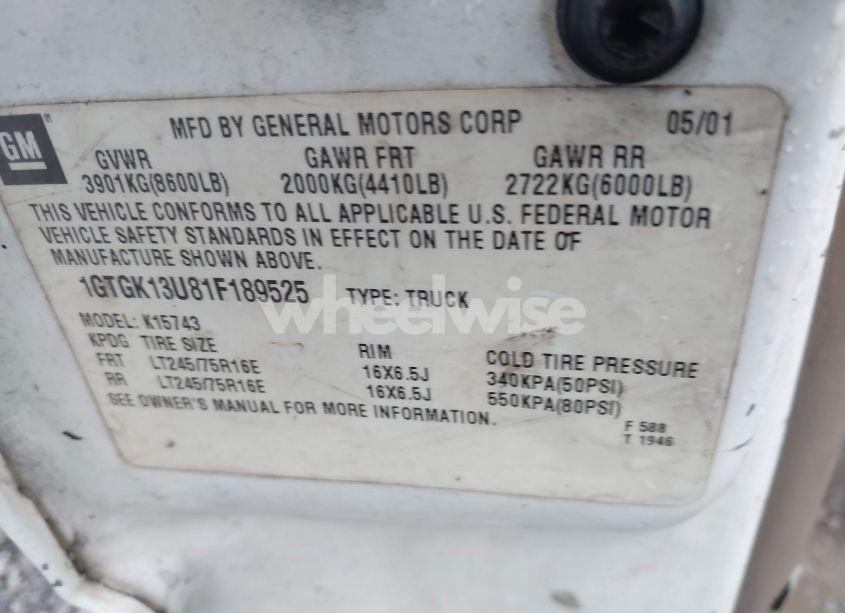 GM®
MFD BY GENERAL MOTORS CORP 05/01
GVWR GAWR FRT GAWR RR
3901KG(8600LB) 2000KG(4410LB) 2722KG(6000LB)
THIS VEHICLE CONFORMS TO ALL APPLICABLE U.S. FEDERAL MOTOR
VEHICLE SAFETY STANDARDS IN EFFECT ON THE DATE OF
MANUFACTURE SHOWN ABOVE.
1GTGK13U81F189525 TYPE: TRUCK
wheelwise
MODEL: K15743
KPDG TIRE SIZE RIM COLD TIRE PRESSURE
FRT LT245/75R16E 16X6.5J 340KPA(50PSI)
RR LT245/75R16E 16X6.5J 550KPA(80PSI)
SEE OWNER'S MANUAL FOR MORE INFORMATION.
F 588
T 1946